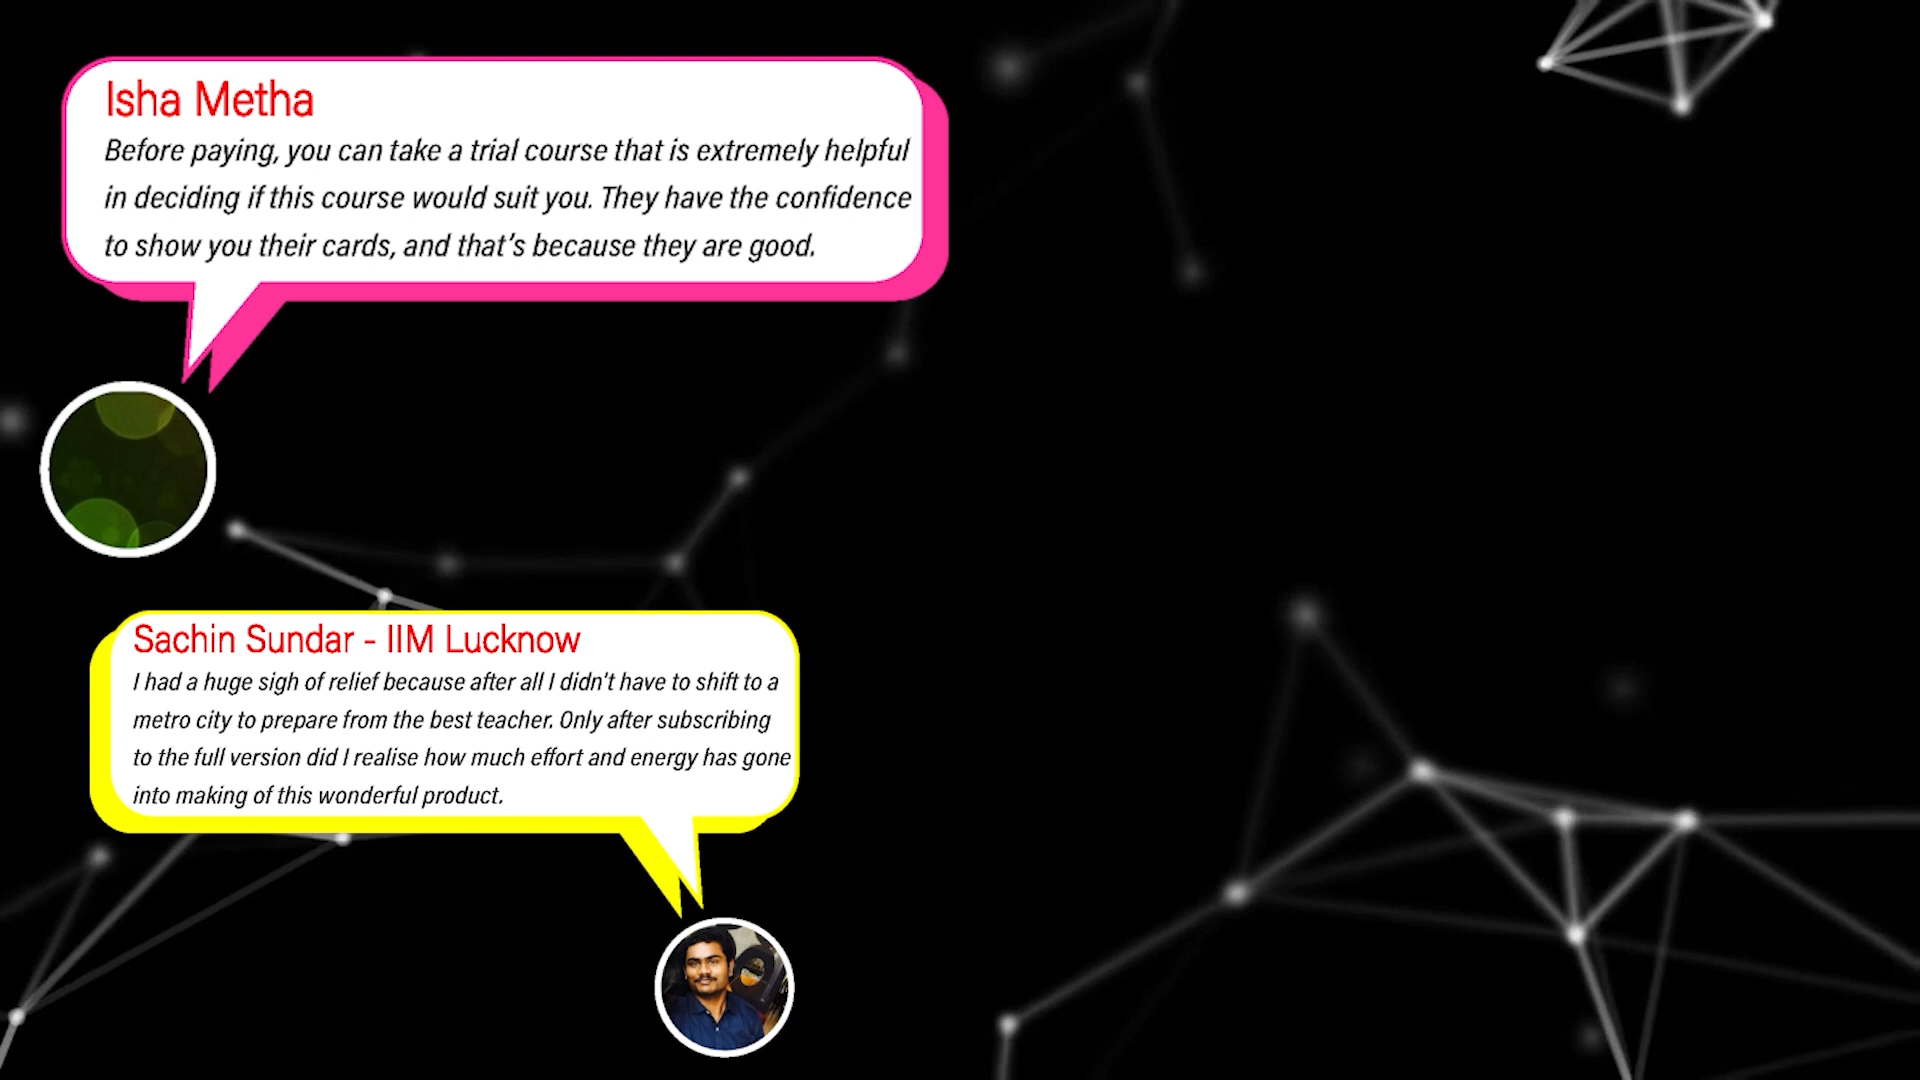 Isha Metha
Before paying, you can take a trial course that is extremely helpful
in deciding if this course would suit you. They have the confidence
to show you their cards, and that's because they are good.
Sachin Sundar - IIM Lucknow
I had a huge sigh of relief because after all I didn't have to shift to a
metro city to prepare from the best teacher. Only after subscribing
to the full version did I realise how much effort and energy has gone
into making of this wonderful product.